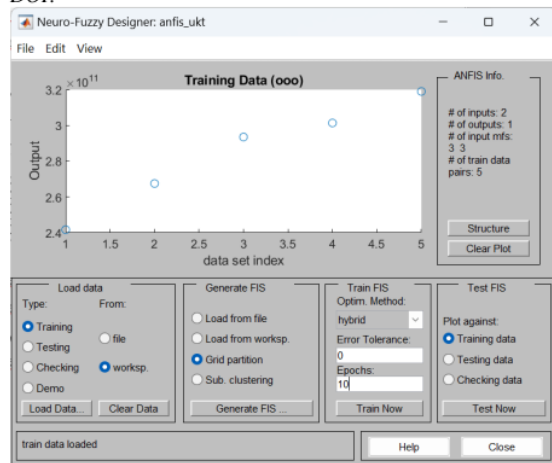 DOI:
Neuro-Fuzzy Designer: anfis_ukt
File Edit View
Training Data (ooo)
×10^11
3.2
3
2.8
2.6
2.4
Output
1 1.5 2 2.5 3 3.5 4 4.5 5
data set index
ANFIS Info.
# of inputs: 2
# of outputs: 1
# of input mfs:
3 3
# of train data
pairs: 5
Structure
Clear Plot
Load data
Type: From:
Training
Testing
Checking
Demo
file
worksp.
Load Data... Clear Data
Generate FIS
Load from file
Load from worksp.
Grid partition
Sub. clustering
Generate FIS ...
Train FIS
Optim. Method:
hybrid
Error Tolerance:
0
Epochs:
10
Train Now
Test FIS
Plot against:
Training data
Testing data
Checking data
Test Now
train data loaded
Help Close